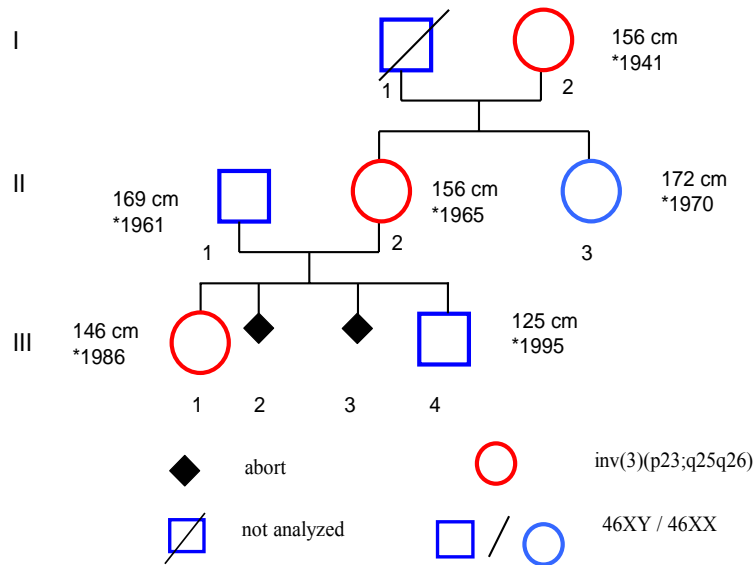 I
156 cm
*1941
1
2
II
169 cm
*1961
156 cm
*1965
172 cm
*1970
1
2
3
III
146 cm
*1986
125 cm
*1995
1
2
3
4
abort
inv(3)(p23;q25q26)
not analyzed
46XY / 46XX